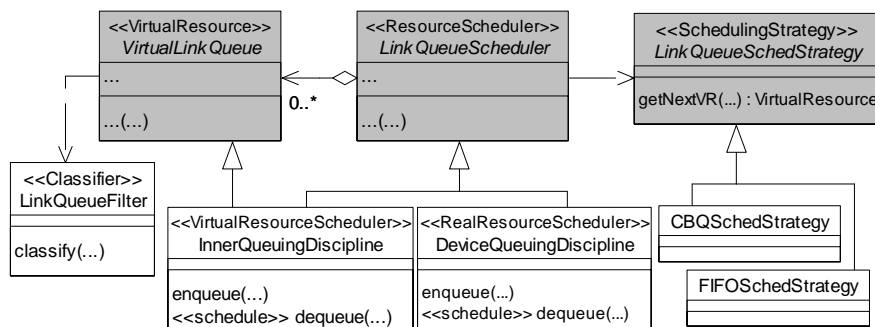 <<VirtualResource>>
VirtualLinkQueue
...
...(...)
0..*
<<ResourceScheduler>>
LinkQueueScheduler
...
...(...)
<<SchedulingStrategy>>
LinkQueueSchedStrategy
getNextVR(...) : VirtualResource
<<Classifier>>
LinkQueueFilter
classify(...)
<<VirtualResourceScheduler>>
InnerQueuingDiscipline
enqueue(...)
<<schedule>> dequeue(...)
<<RealResourceScheduler>>
DeviceQueuingDiscipline
enqueue(...)
<<schedule>> dequeue(...)
CBQSchedStrategy
FIFOSchedStrategy